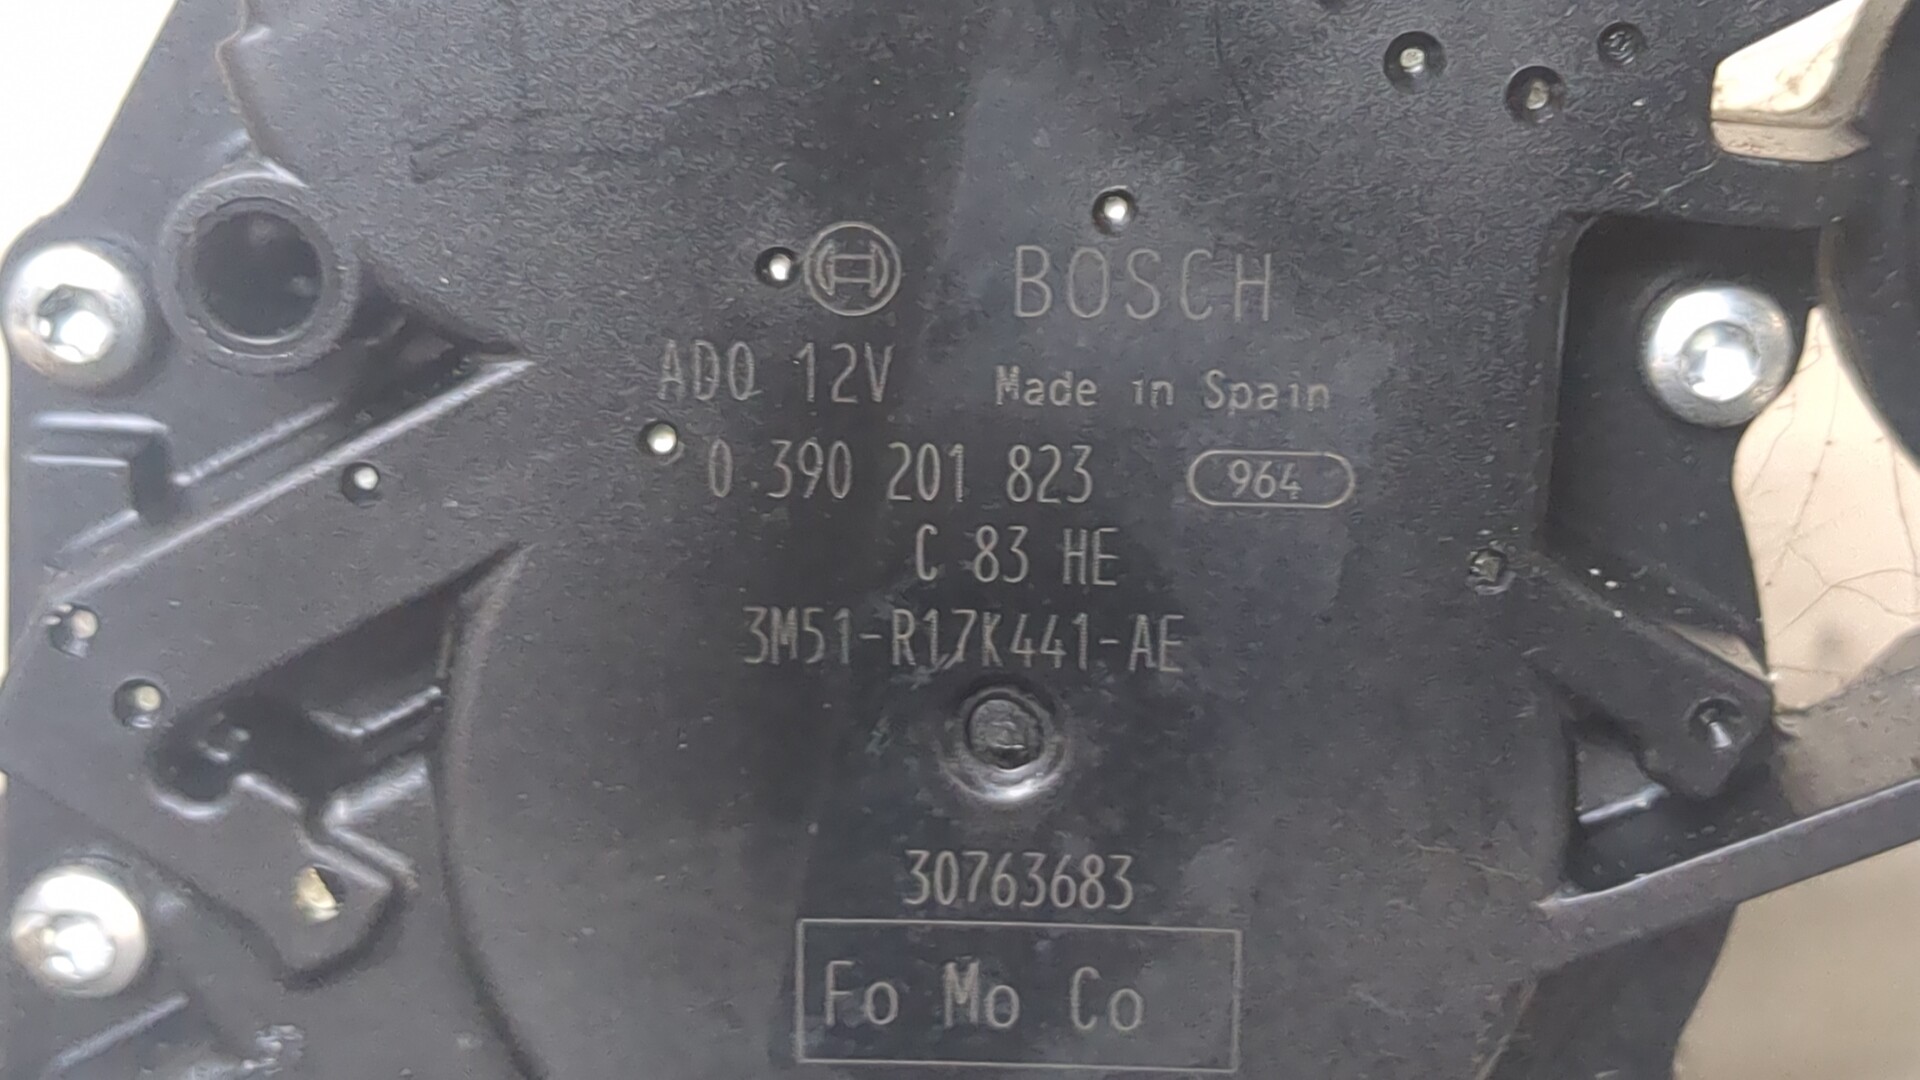 BOSCH
ADO 12V Made in Spain
0 390 201 823 964
C 83 HE
3M51-R17K441-AE
30763683
Fo Mo Co